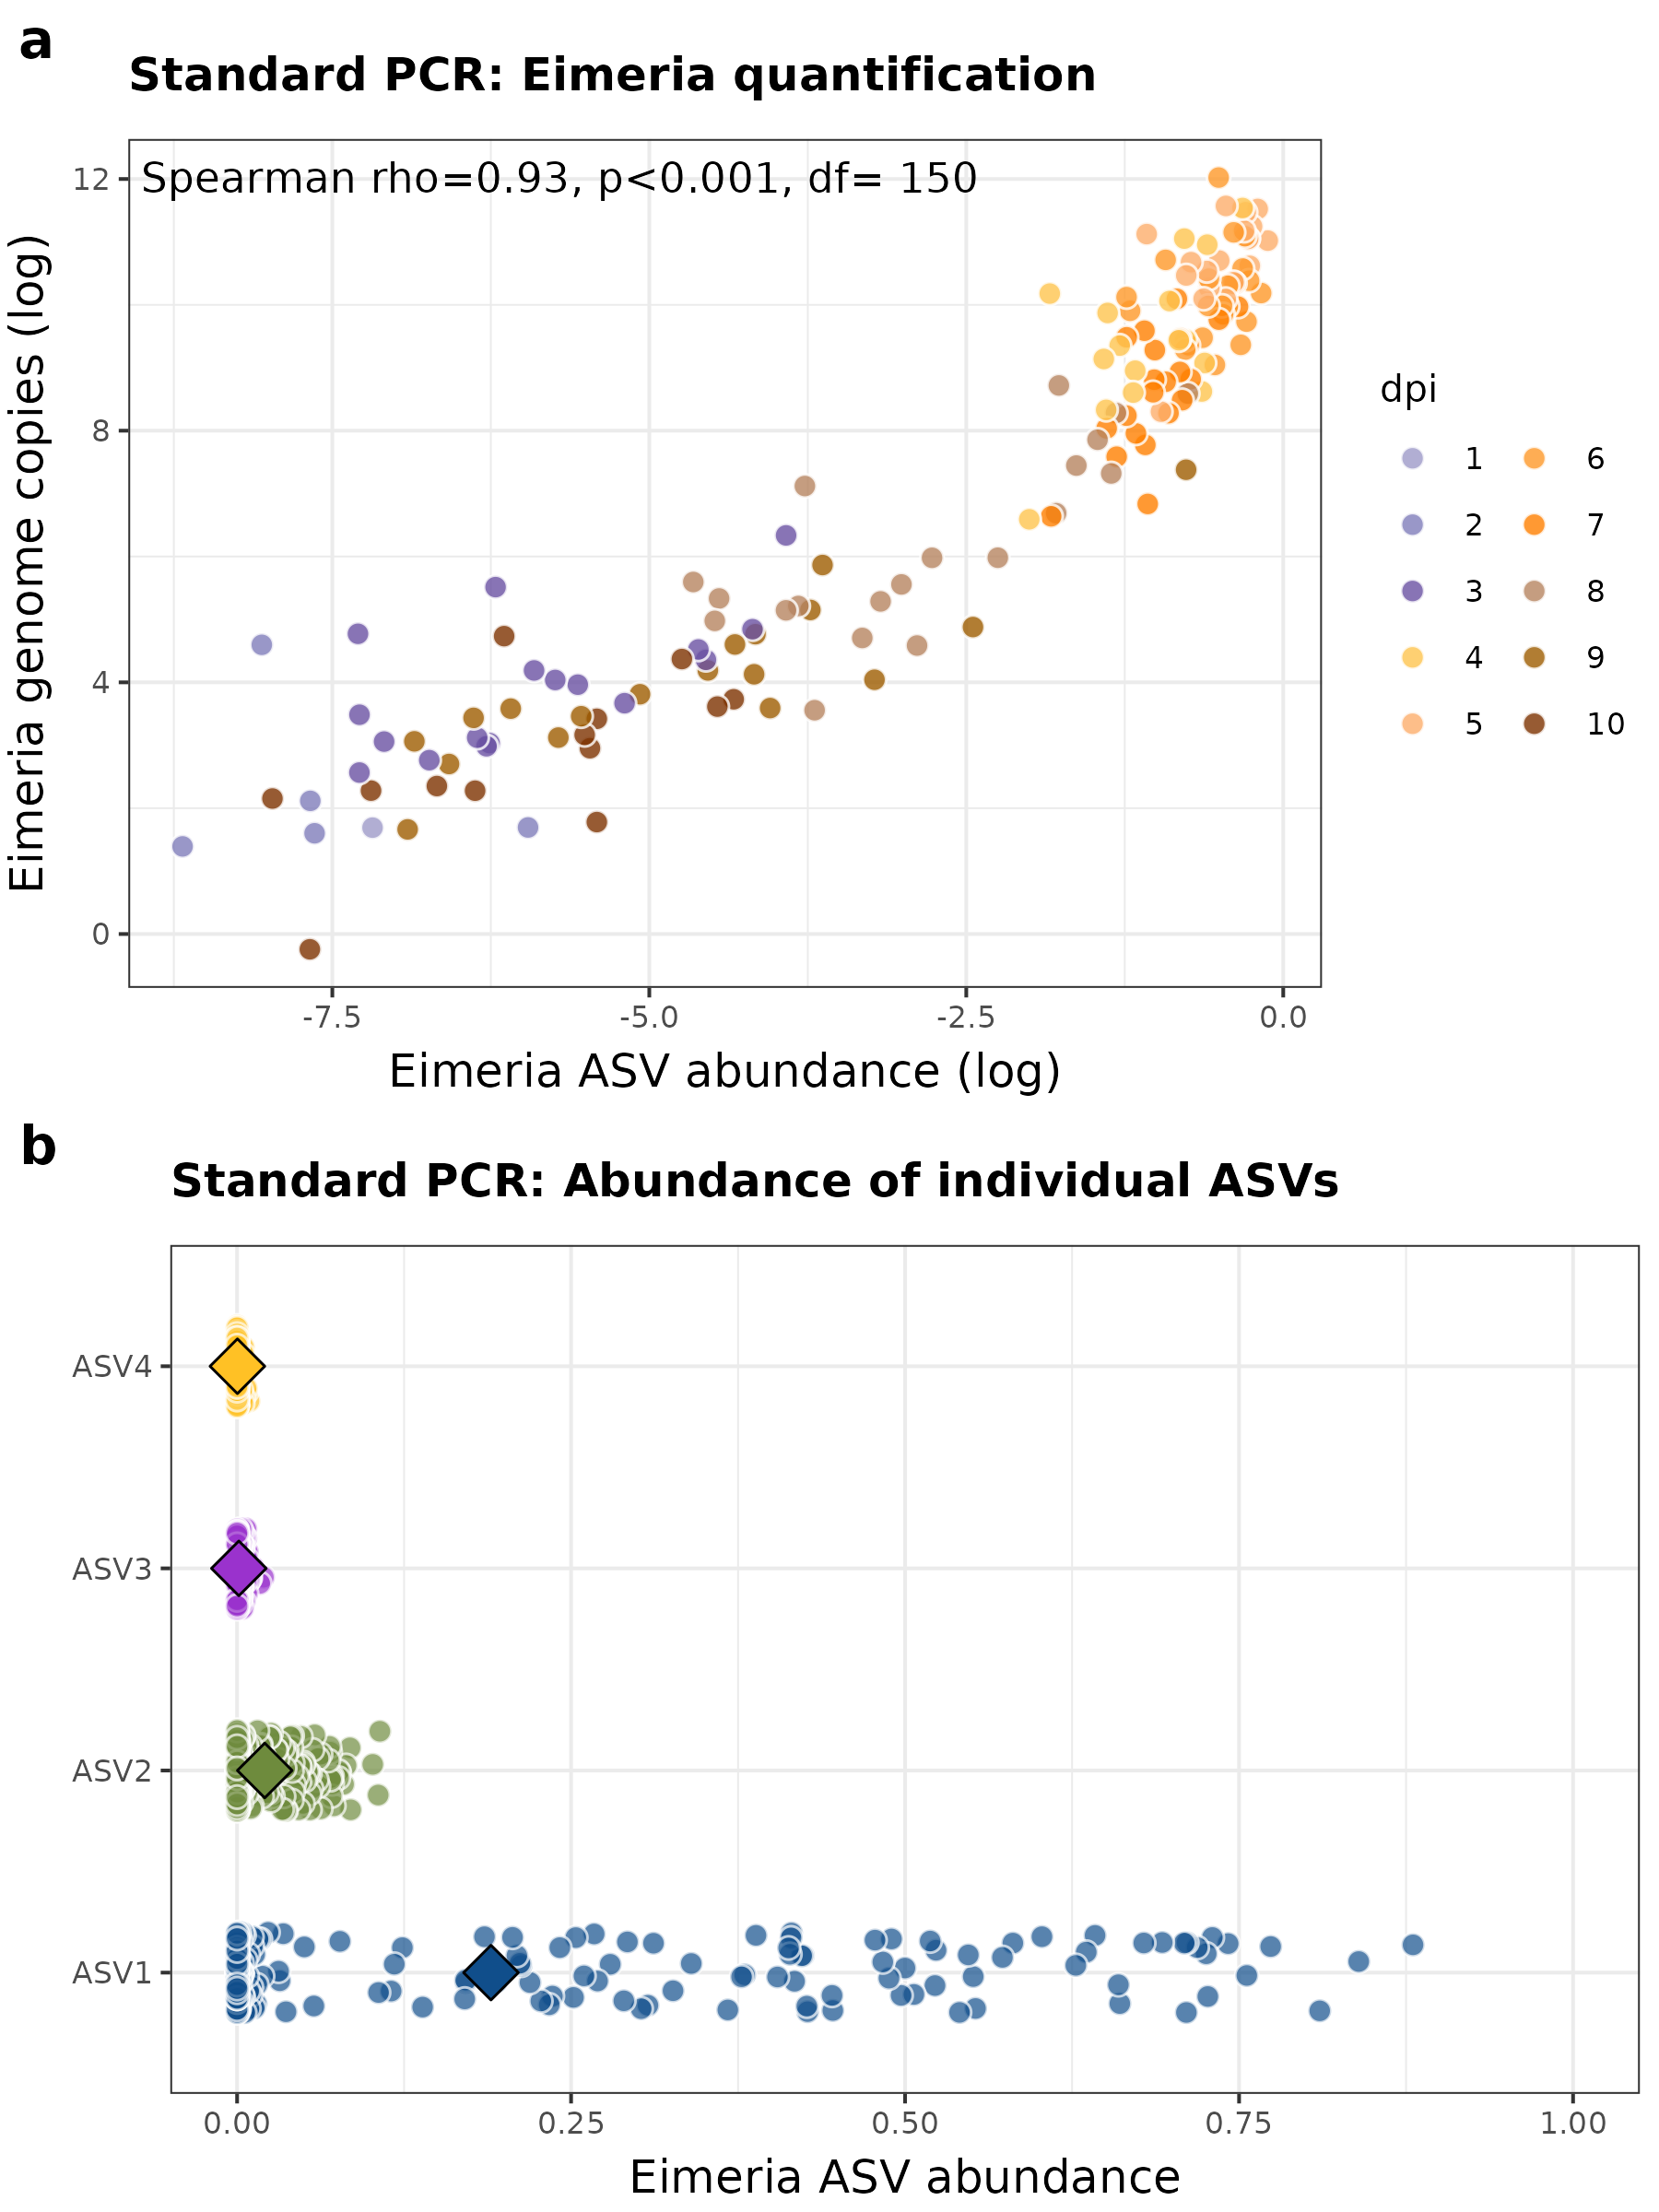 a
Standard PCR: Eimeria quantification
Spearman rho=0.93, p<0.001, df= 150
Eimeria genome copies (log)
12
8
4
0
-7.5 -5.0 -2.5 0.0
Eimeria ASV abundance (log)
dpi
1 6
2 7
3 8
4 9
5 10
b
Standard PCR: Abundance of individual ASVs
ASV4
ASV3
ASV2
ASV1
0.00 0.25 0.50 0.75 1.00
Eimeria ASV abundance